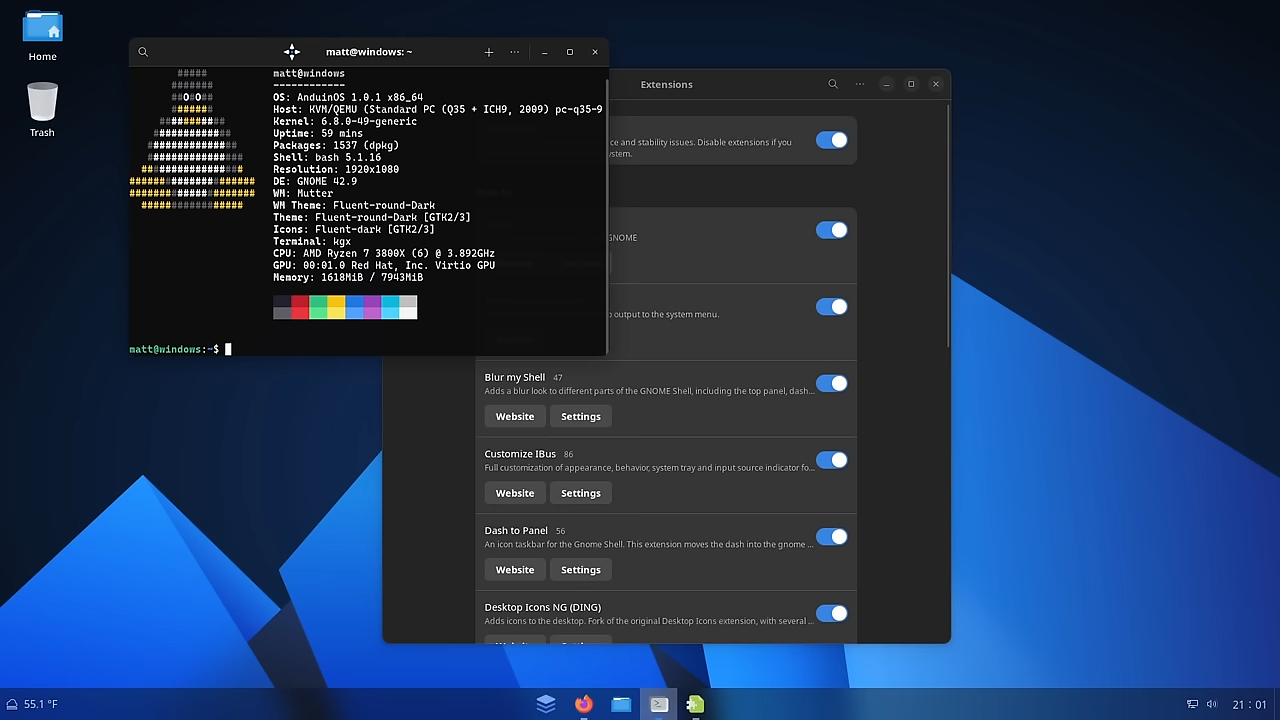 Home
Trash
matt@windows: ~
matt@windows
------------
OS: AnduinOS 1.0.1 x86_64
Host: KVM/QEMU (Standard PC (Q35 + ICH9, 2009) pc-q35-9
Kernel: 6.8.0-49-generic
Uptime: 59 mins
Packages: 1537 (dpkg)
Shell: bash 5.1.16
Resolution: 1920x1080
DE: GNOME 42.9
WM: Mutter
WM Theme: Fluent-round-Dark
Theme: Fluent-round-Dark [GTK2/3]
Icons: Fluent-dark [GTK2/3]
Terminal: kgx
CPU: AMD Ryzen 7 3800X (6) @ 3.892GHz
GPU: 00:01.0 Red Hat, Inc. Virtio GPU
Memory: 1618MiB / 7943MiB
matt@windows:~$
Extensions
ce and stability issues. Disable extensions if you
ystem.
GNOME
output to the system menu.
Blur my Shell 47
Adds a blur look to different parts of the GNOME Shell, including the top panel, dash...
Website Settings
Customize IBus 86
Full customization of appearance, behavior, system tray and input source indicator fo...
Website Settings
Dash to Panel 56
An icon taskbar for the Gnome Shell. This extension moves the dash into the gnome ...
Website Settings
Desktop Icons NG (DING)
Adds icons to the desktop. Fork of the original Desktop Icons extension, with several ...
Website Settings
55.1 °F
21 : 01